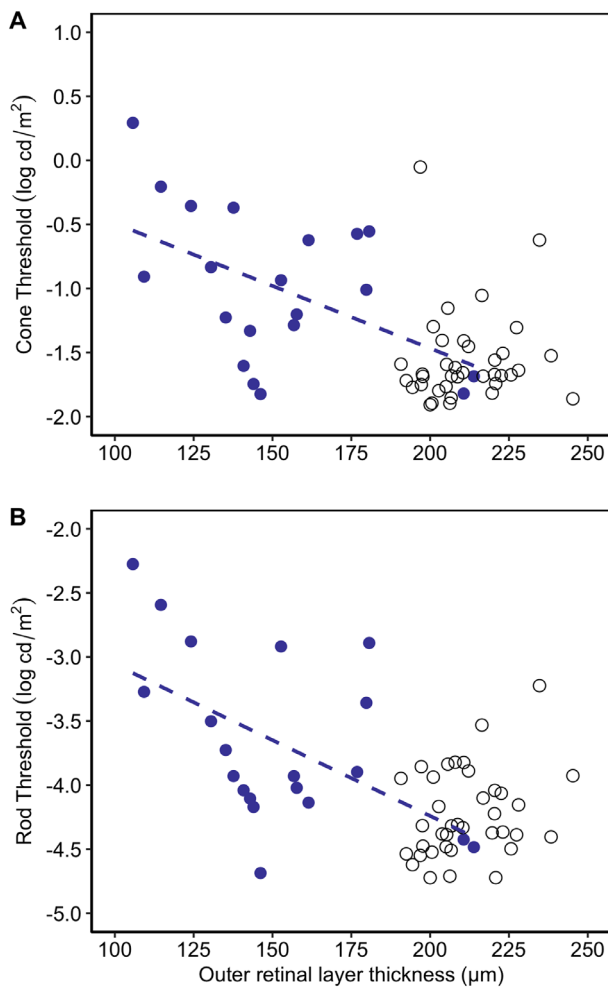 A
Cone Threshold (log cd/m²)
1.0
0.5
0.0
-0.5
-1.0
-1.5
-2.0
100 125 150 175 200 225 250
B
Rod Threshold (log cd/m²)
-2.0
-2.5
-3.0
-3.5
-4.0
-4.5
-5.0
100 125 150 175 200 225 250
Outer retinal layer thickness (μm)